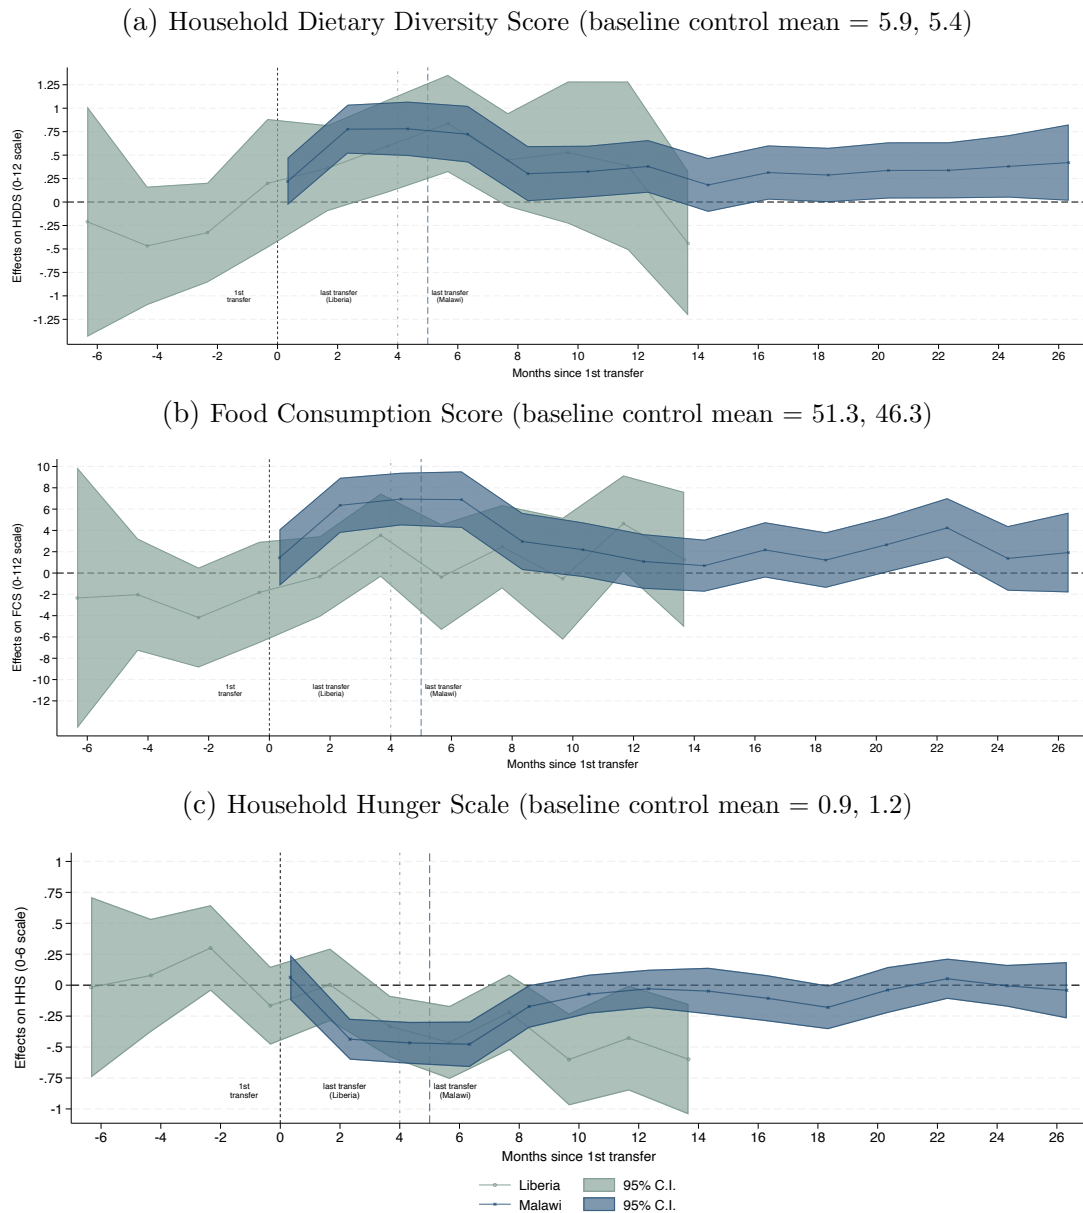 (a) Household Dietary Diversity Score (baseline control mean = 5.9, 5.4)
Effects on HDDS (0-12 scale)
1.25
1
.75
.5
.25
0
-.25
-.5
-.75
-1
-1.25
1st
transfer
last transfer
(Liberia)
last transfer
(Malawi)
-6 -4 -2 0 2 4 6 8 10 12 14 16 18 20 22 24 26
Months since 1st transfer
(b) Food Consumption Score (baseline control mean = 51.3, 46.3)
Effects on FCS (0-112 scale)
10
8
6
4
2
0
-2
-4
-6
-8
-10
-12
1st
transfer
last transfer
(Liberia)
last transfer
(Malawi)
-6 -4 -2 0 2 4 6 8 10 12 14 16 18 20 22 24 26
Months since 1st transfer
(c) Household Hunger Scale (baseline control mean = 0.9, 1.2)
Effects on HHS (0-6 scale)
1
.75
.5
.25
0
-.25
-.5
-.75
-1
1st
transfer
last transfer
(Liberia)
last transfer
(Malawi)
-6 -4 -2 0 2 4 6 8 10 12 14 16 18 20 22 24 26
Months since 1st transfer
Liberia 95% C.I.
Malawi 95% C.I.